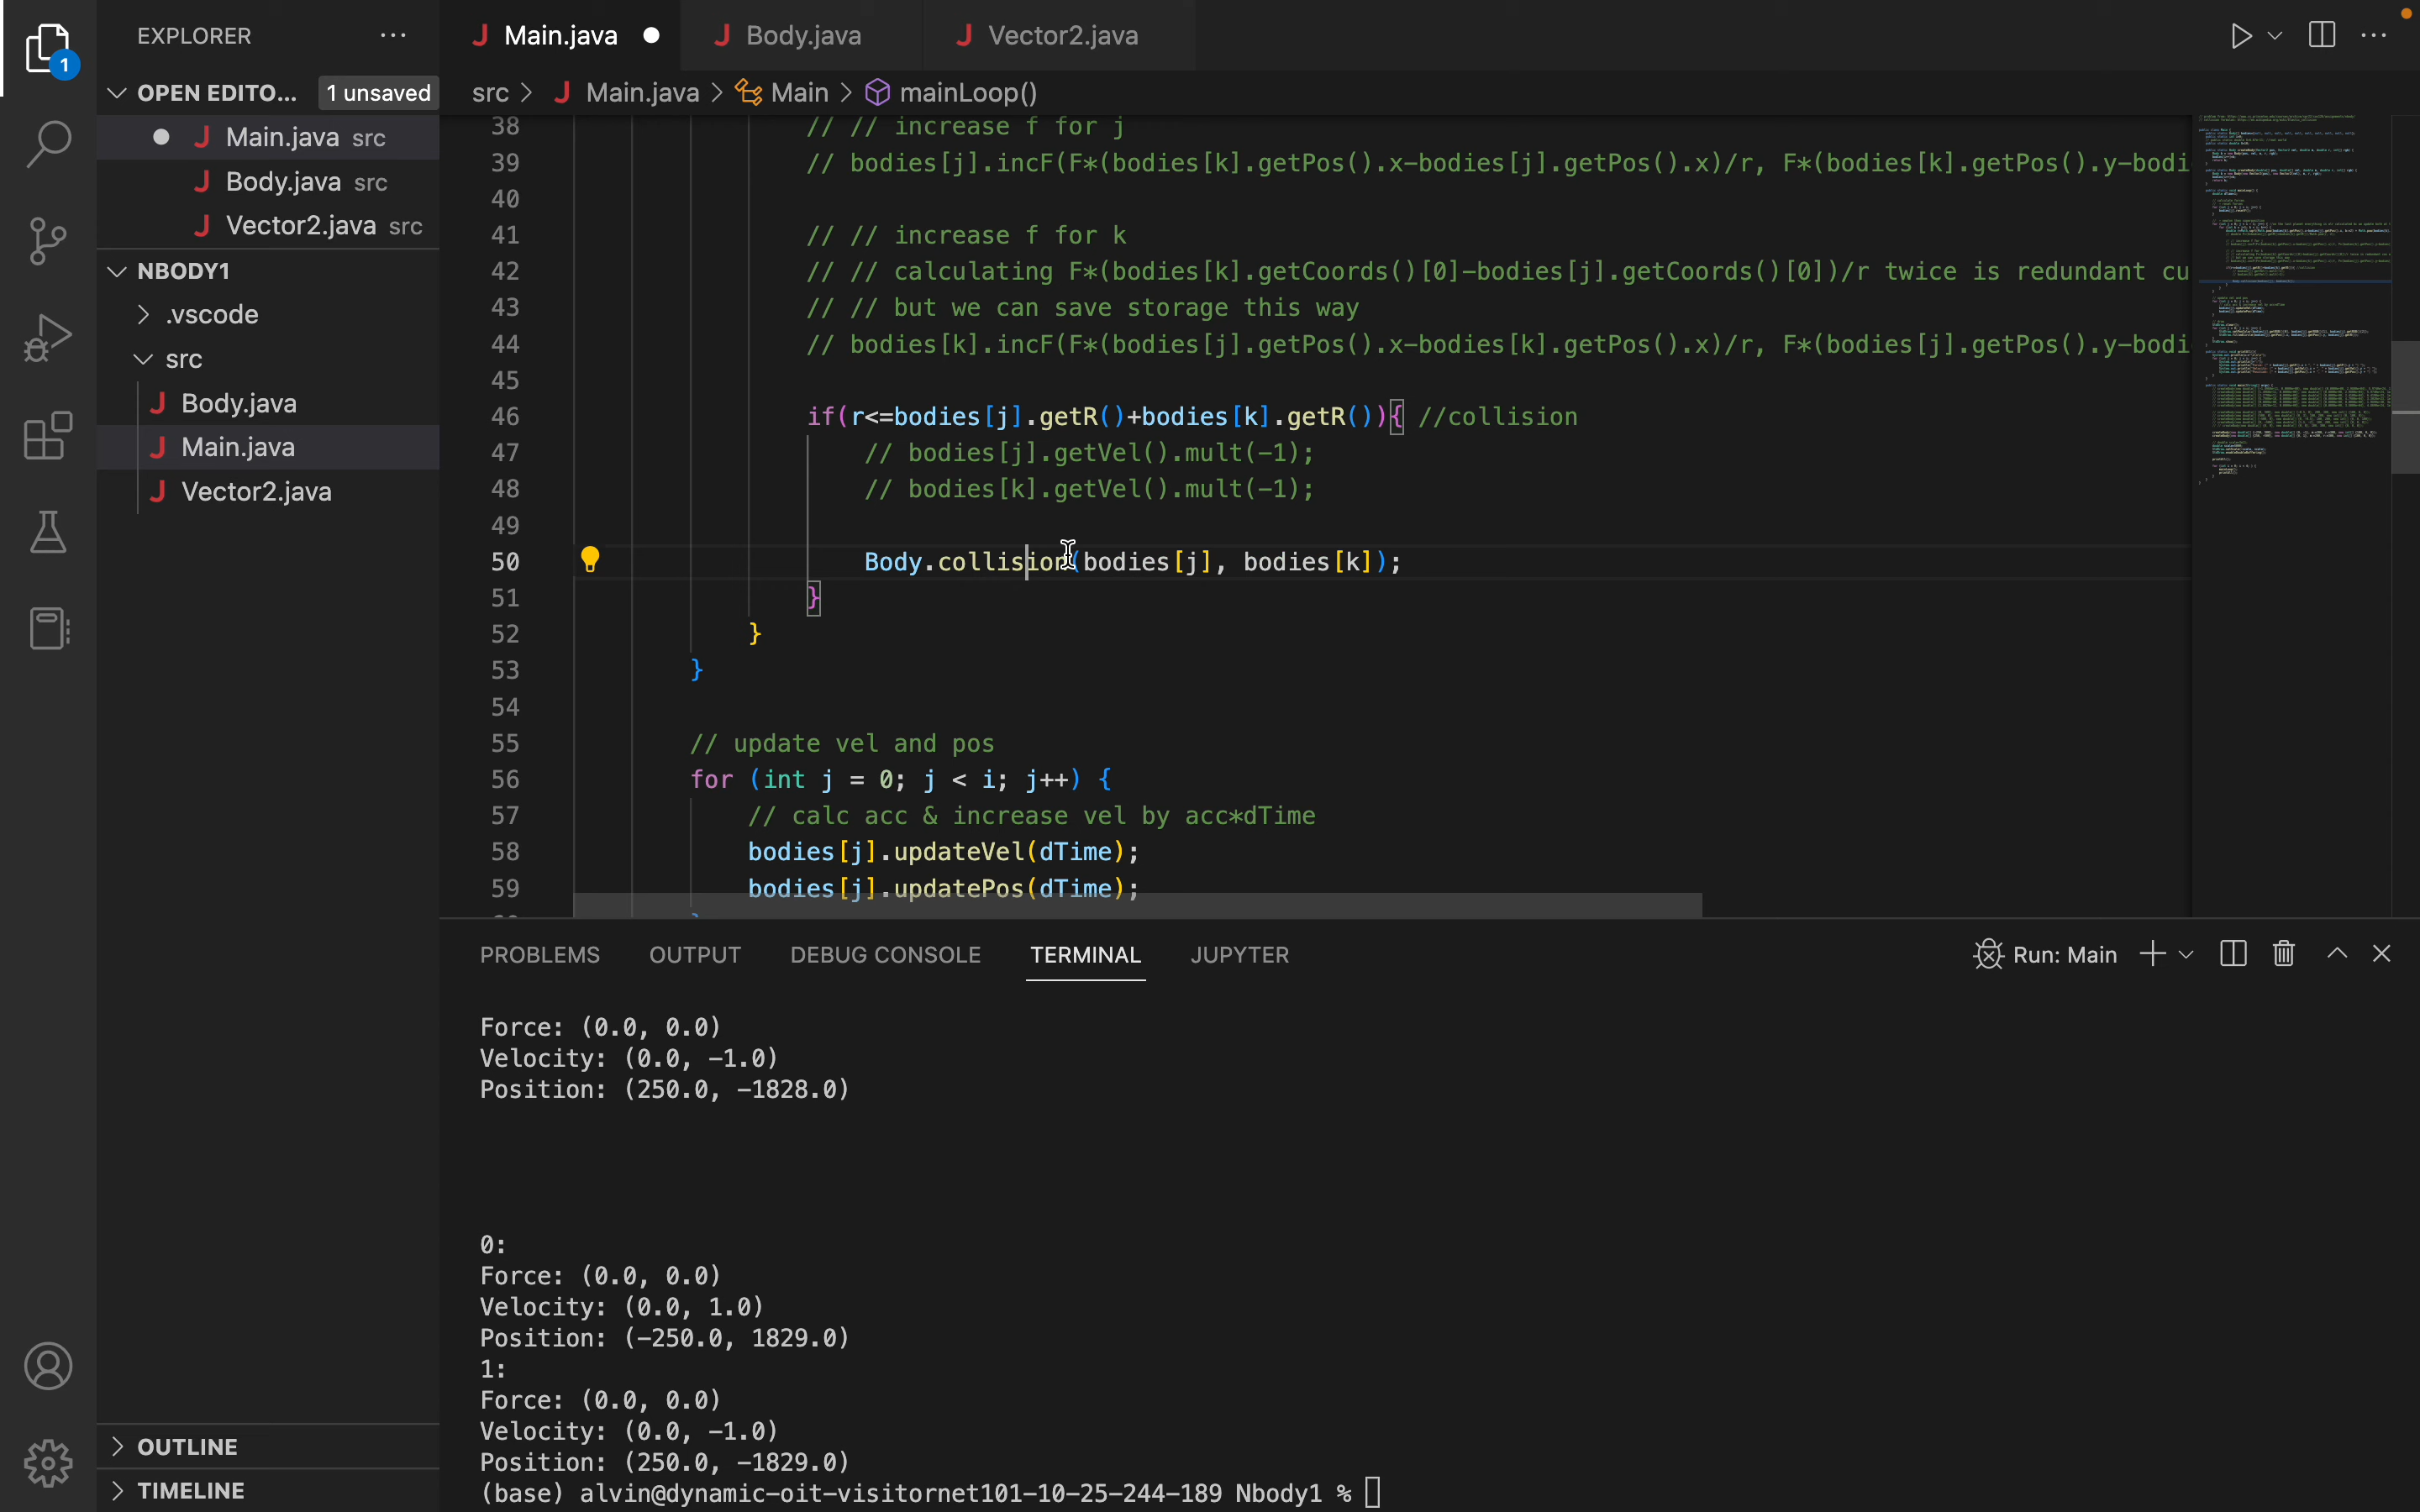 EXPLORER
Main.java
Body.java
Vector2.java
1
OPEN EDITO...
1 unsaved
src > Main.java > Main > mainLoop()
Main.java src
Body.java src
Vector2.java src
NBODY1
.vscode
src
Body.java
Main.java
Vector2.java
OUTLINE
TIMELINE
38 // // increase f for j
39 // bodies[j].incF(F*(bodies[k].getPos().x-bodies[j].getPos().x)/r, F*(bodies[k].getPos().y-bodi
40
41 // // increase f for k
42 // // calculating F*(bodies[k].getCoords()[0]-bodies[j].getCoords()[0])/r twice is redundant cu
43 // // but we can save storage this way
44 // bodies[k].incF(F*(bodies[j].getPos().x-bodies[k].getPos().x)/r, F*(bodies[j].getPos().y-bodi
45
46 if(r<=bodies[j].getR()+bodies[k].getR()){ //collision
47 // bodies[j].getVel().mult(-1);
48 // bodies[k].getVel().mult(-1);
49
50 Body.collision(bodies[j], bodies[k]);
51 }
52 }
53 }
54
55 // update vel and pos
56 for (int j = 0; j < i; j++) {
57 // calc acc & increase vel by acc*dTime
58 bodies[j].updateVel(dTime);
59 bodies[j].updatePos(dTime);
PROBLEMS OUTPUT DEBUG CONSOLE TERMINAL JUPYTER
Run: Main
Force: (0.0, 0.0)
Velocity: (0.0, -1.0)
Position: (250.0, -1828.0)
0:
Force: (0.0, 0.0)
Velocity: (0.0, 1.0)
Position: (-250.0, 1829.0)
1:
Force: (0.0, 0.0)
Velocity: (0.0, -1.0)
Position: (250.0, -1829.0)
(base) alvin@dynamic-oit-visitornet101-10-25-244-189 Nbody1 %